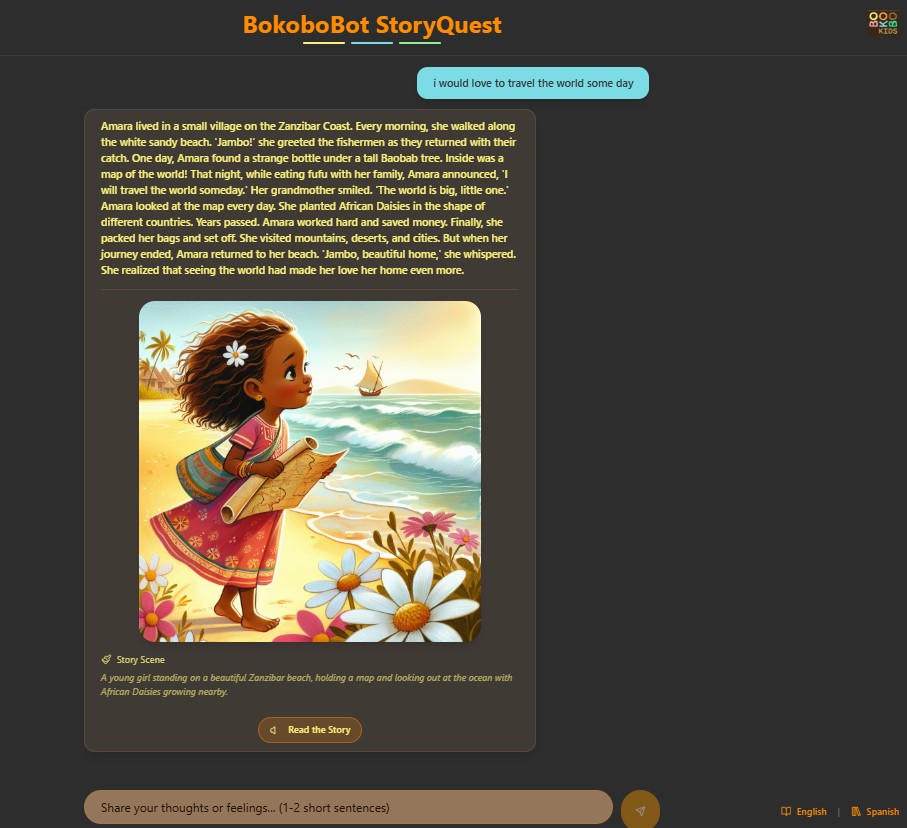 BokoboBot StoryQuest
BOO
KOB
BO
KIDS
i would love to travel the world some day
Amara lived in a small village on the Zanzibar Coast. Every morning, she walked along
the white sandy beach. 'Jambo!' she greeted the fishermen as they returned with their
catch. One day, Amara found a strange bottle under a tall Baobab tree. Inside was a
map of the world! That night, while eating fufu with her family, Amara announced, 'I
will travel the world someday.' Her grandmother smiled. 'The world is big, little one.'
Amara looked at the map every day. She planted African Daisies in the shape of
different countries. Years passed. Amara worked hard and saved money. Finally, she
packed her bags and set off. She visited mountains, deserts, and cities. But when her
journey ended, Amara returned to her beach. 'Jambo, beautiful home,' she whispered.
She realized that seeing the world had made her love her home even more.
Story Scene
A young girl standing on a beautiful Zanzibar beach, holding a map and looking out at the ocean with
African Daisies growing nearby.
Read the Story
Share your thoughts or feelings... (1-2 short sentences)
English | Spanish